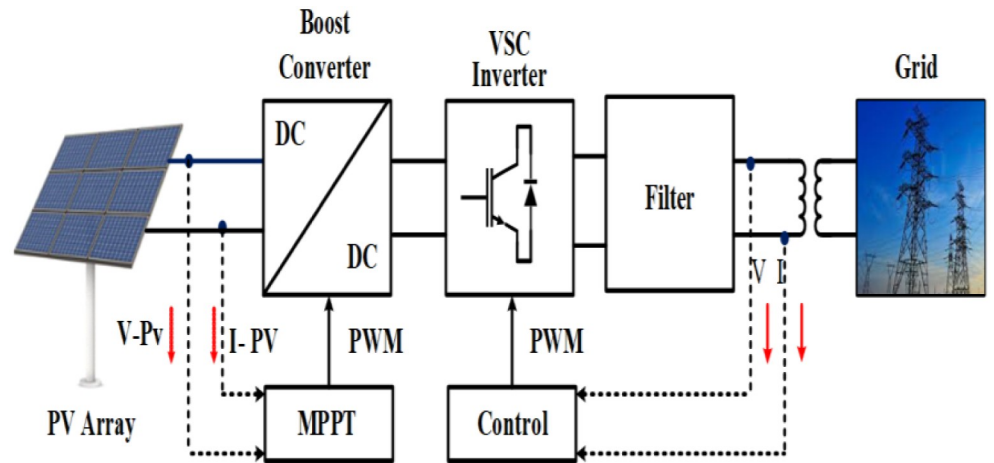 Boost
Converter
VSC
Inverter
Grid
DC
DC
Filter
V I
V-Pv
I- PV
PWM
PWM
PV Array
MPPT
Control